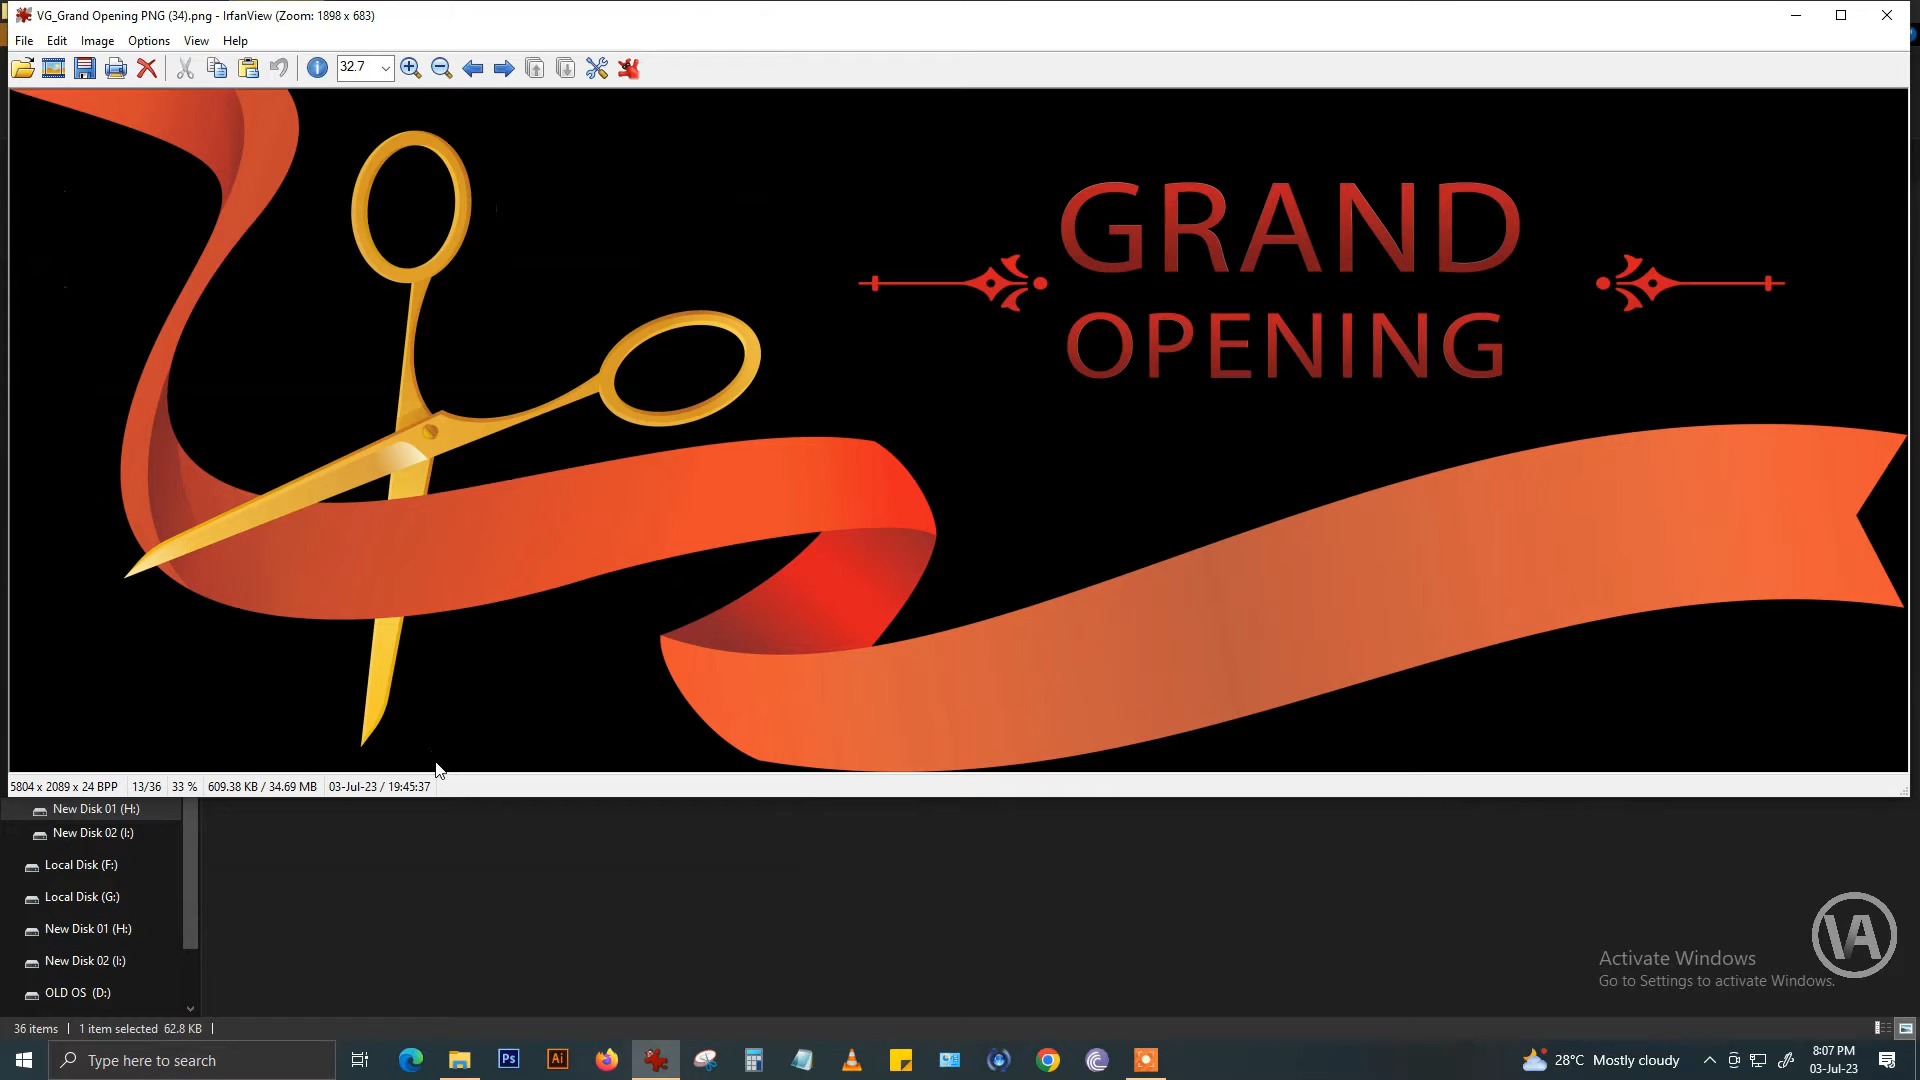 VG_Grand Opening PNG (34).png - IrfanView (Zoom: 1898 x 683)
File Edit Image Options View Help
32.7
GRAND
OPENING
5804 x 2089 x 24 BPP 13/36 33 % 609.38 KB / 34.69 MB 03-Jul-23 / 19:45:37
New Disk 01 (H:)
New Disk 02 (I:)
Local Disk (F:)
Local Disk (G:)
New Disk 01 (H:)
New Disk 02 (I:)
OLD OS (D:)
VA
Activate Windows
Go to Settings to activate Windows.
36 items 1 item selected 62.8 KB
Type here to search
Ps
Ai
28°C Mostly cloudy
8:07 PM
03-Jul-23